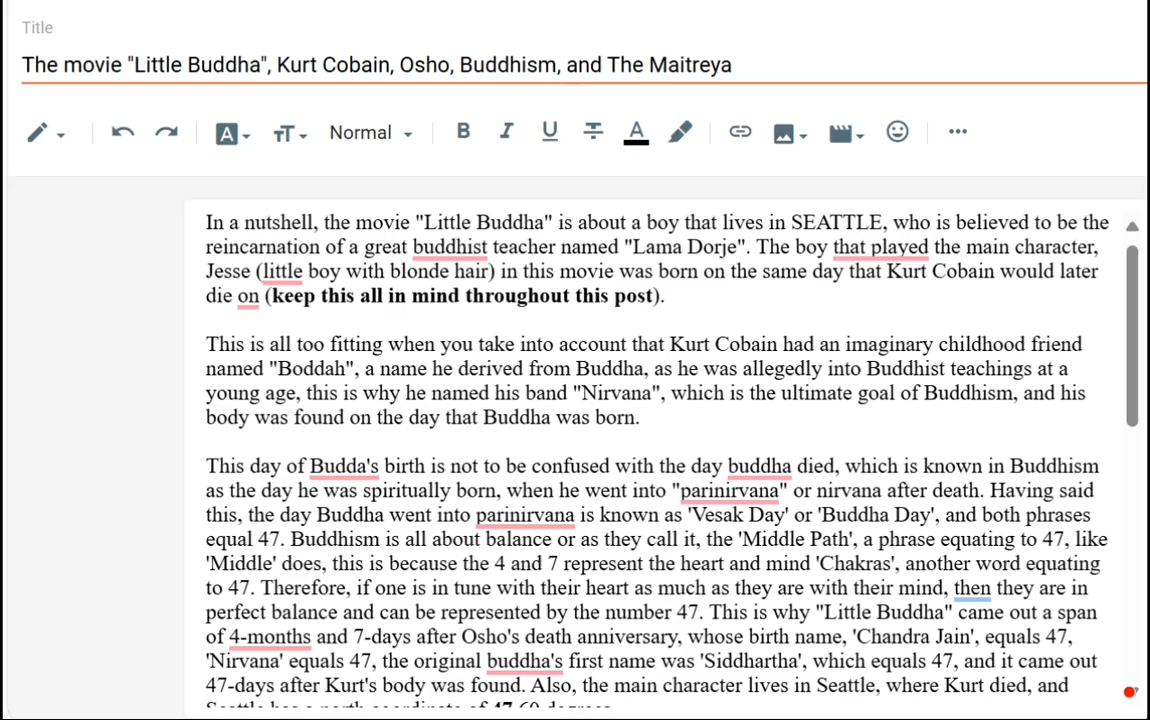 Title
The movie "Little Buddha", Kurt Cobain, Osho, Buddhism, and The Maitreya
Normal
In a nutshell, the movie "Little Buddha" is about a boy that lives in SEATTLE, who is believed to be the
reincarnation of a great buddhist teacher named "Lama Dorje". The boy that played the main character,
Jesse (little boy with blonde hair) in this movie was born on the same day that Kurt Cobain would later
die on (keep this all in mind throughout this post).
This is all too fitting when you take into account that Kurt Cobain had an imaginary childhood friend
named "Boddah", a name he derived from Buddha, as he was allegedly into Buddhist teachings at a
young age, this is why he named his band "Nirvana", which is the ultimate goal of Buddhism, and his
body was found on the day that Buddha was born.
This day of Budda's birth is not to be confused with the day buddha died, which is known in Buddhism
as the day he was spiritually born, when he went into "parinirvana" or nirvana after death. Having said
this, the day Buddha went into parinirvana is known as 'Vesak Day' or 'Buddha Day', and both phrases
equal 47. Buddhism is all about balance or as they call it, the 'Middle Path', a phrase equating to 47, like
'Middle' does, this is because the 4 and 7 represent the heart and mind 'Chakras', another word equating
to 47. Therefore, if one is in tune with their heart as much as they are with their mind, then they are in
perfect balance and can be represented by the number 47. This is why "Little Buddha" came out a span
of 4-months and 7-days after Osho's death anniversary, whose birth name, 'Chandra Jain', equals 47,
'Nirvana' equals 47, the original buddha's first name was 'Siddhartha', which equals 47, and it came out
47-days after Kurt's body was found. Also, the main character lives in Seattle, where Kurt died, and
Seattle has a north coordinate of 47.60 degrees